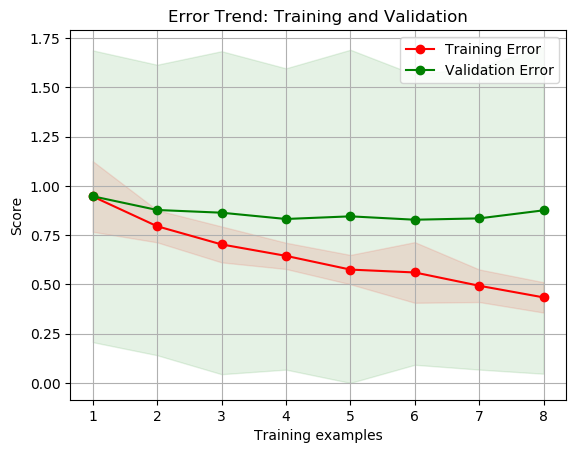 Error Trend: Training and Validation
Training Error
Validation Error
Score
1.75
1.50
1.25
1.00
0.75
0.50
0.25
0.00
1 2 3 4 5 6 7 8
Training examples